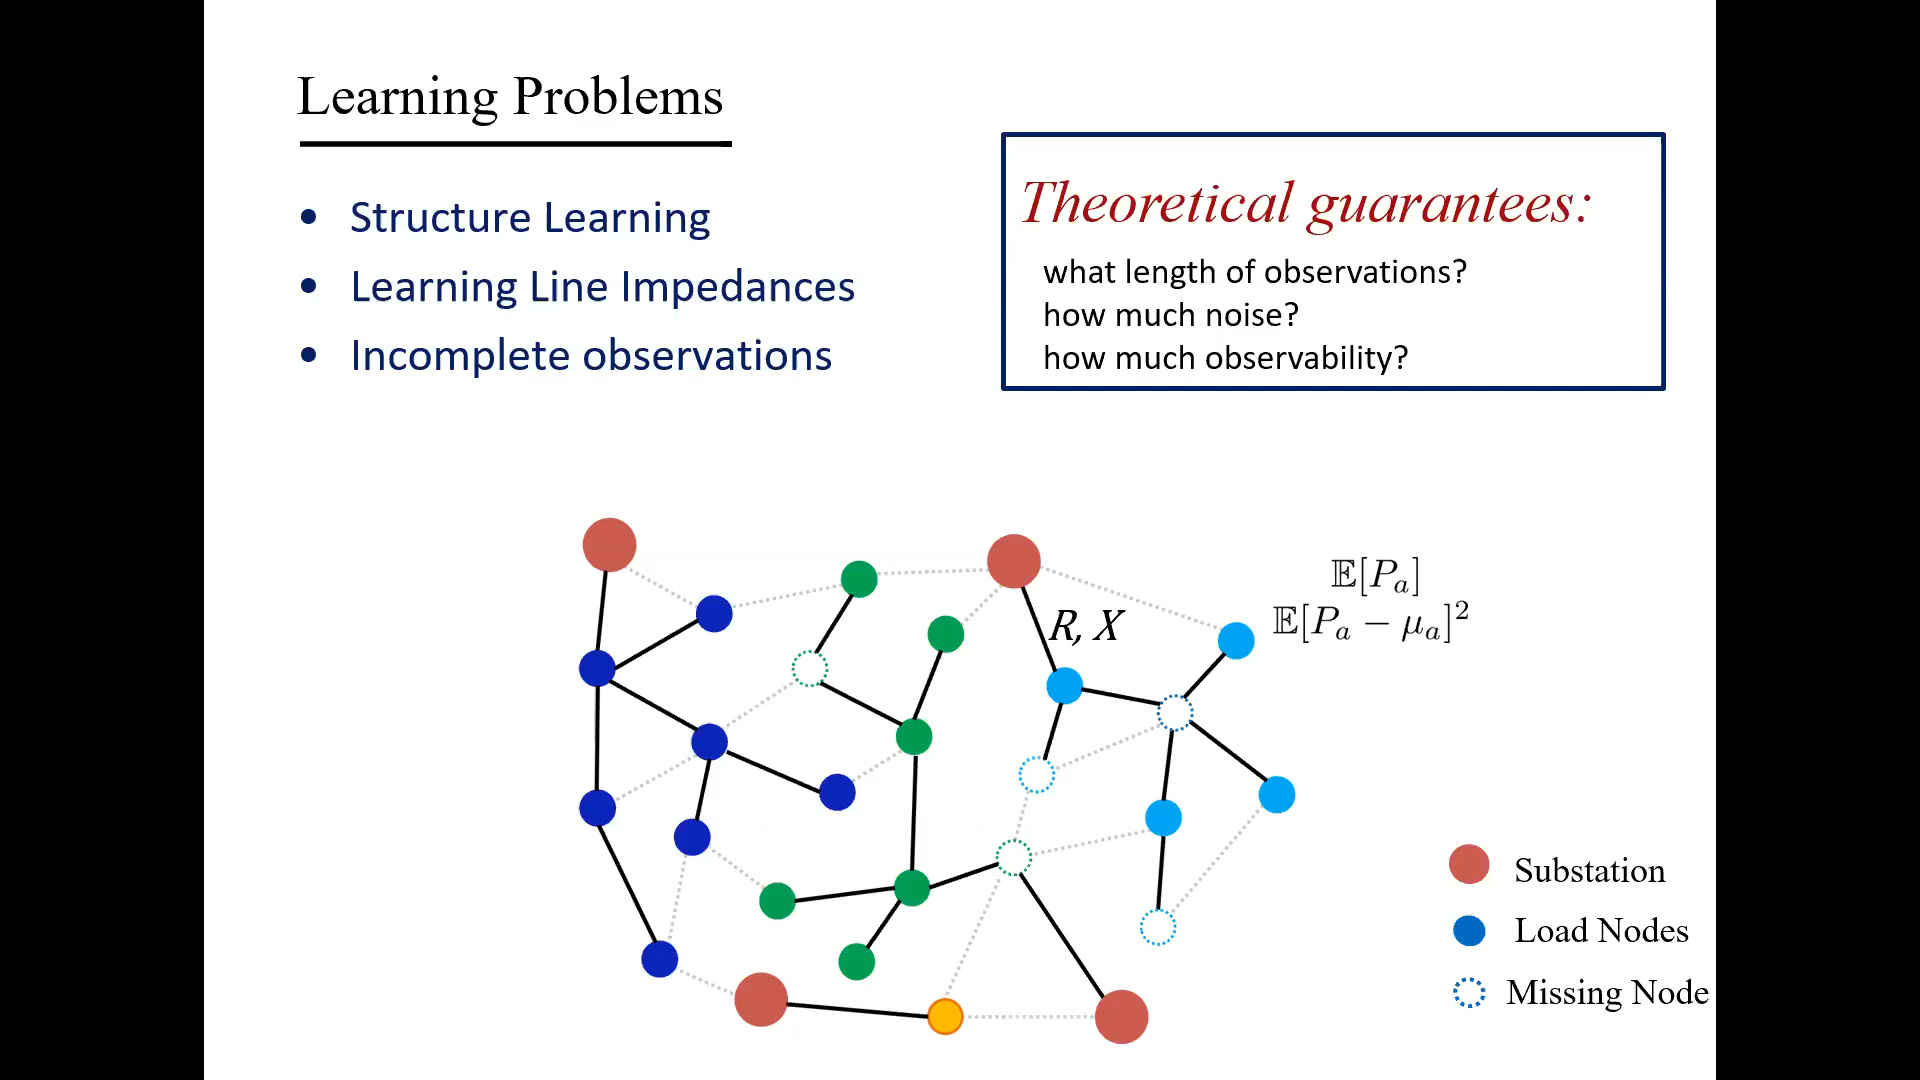 Learning Problems
• Structure Learning
• Learning Line Impedances
• Incomplete observations
Theoretical guarantees:
what length of observations?
how much noise?
how much observability?
R, X
𝔼[Pₐ]
𝔼[Pₐ − μₐ]²
Substation
Load Nodes
Missing Node